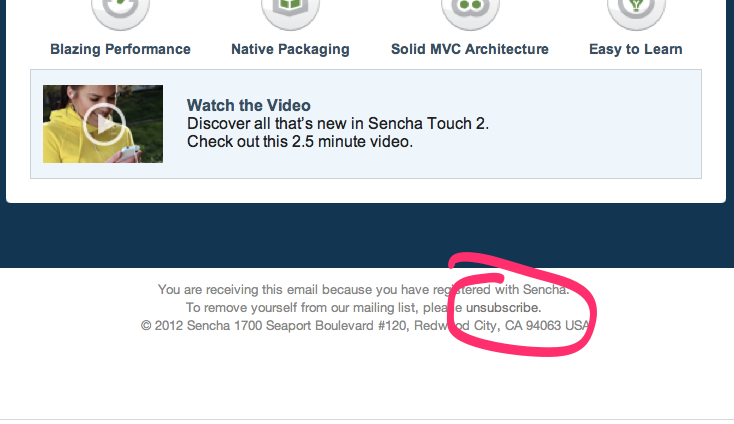 Blazing Performance Native Packaging Solid MVC Architecture Easy to Learn
Watch the Video
Discover all that's new in Sencha Touch 2.
Check out this 2.5 minute video.
You are receiving this email because you have registered with Sencha.
To remove yourself from our mailing list, please unsubscribe.
© 2012 Sencha 1700 Seaport Boulevard #120, Redwood City, CA 94063 USA